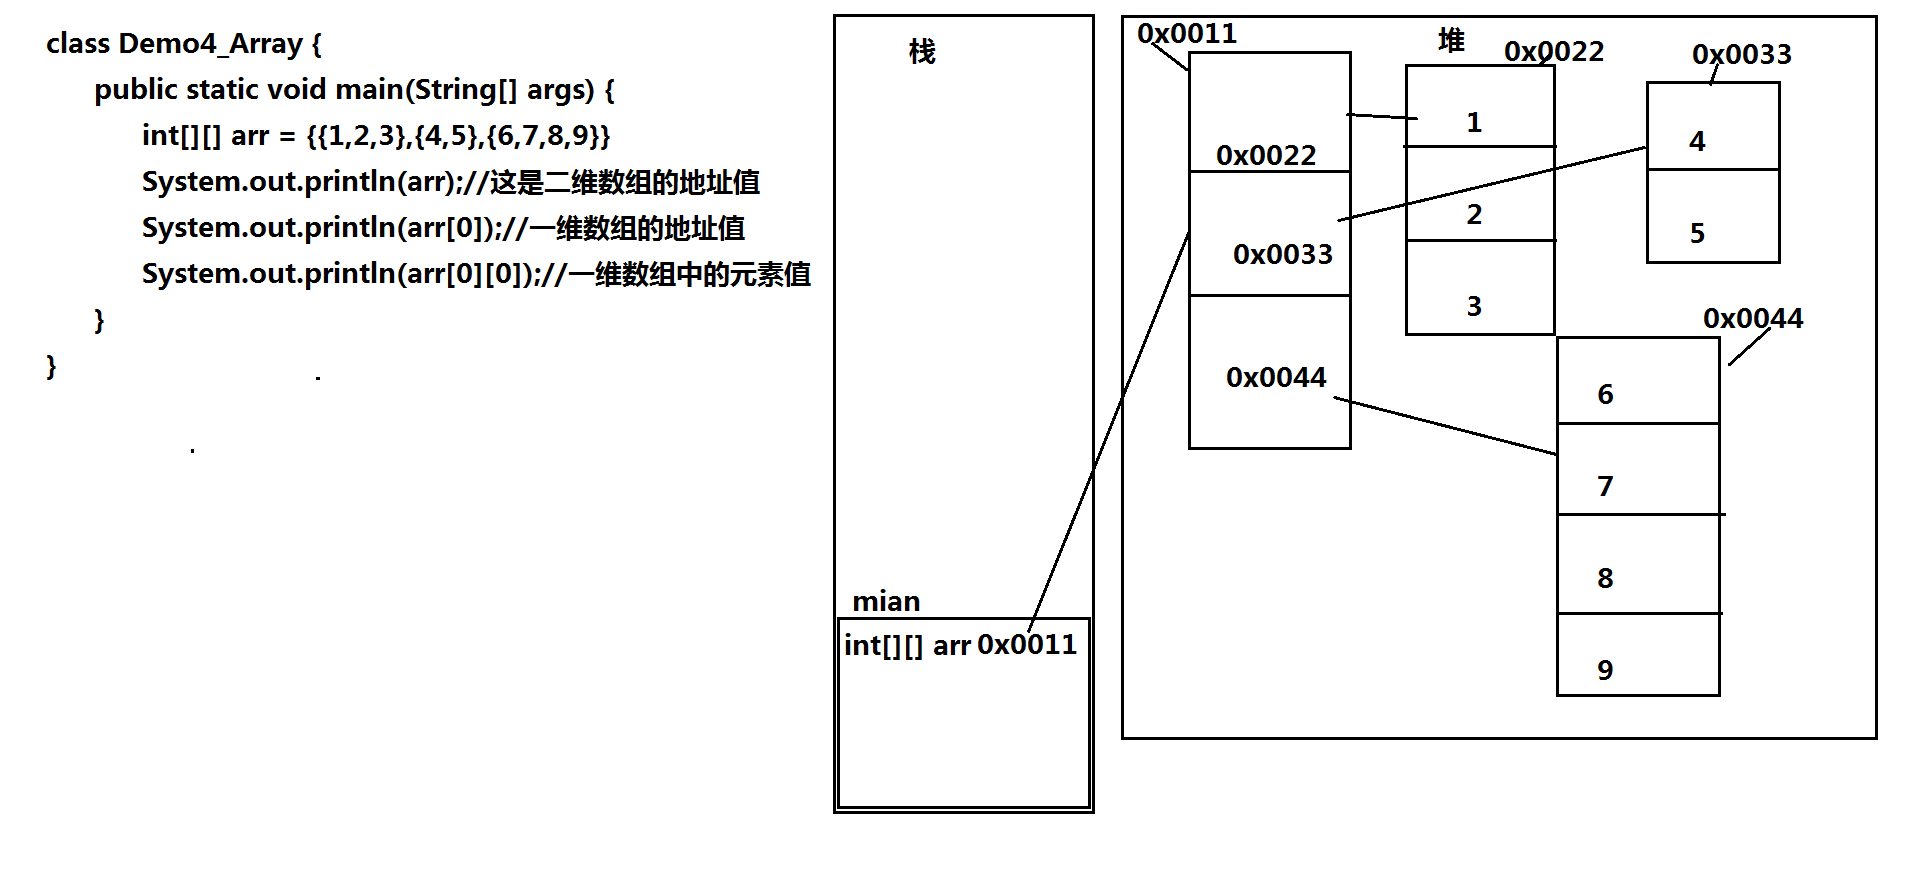 class Demo4_Array {
public static void main(String[] args) {
int[][] arr = {{1,2,3},{4,5},{6,7,8,9}}
System.out.println(arr);//这是二维数组的地址值
System.out.println(arr[0]);//一维数组的地址值
System.out.println(arr[0][0]);//一维数组中的元素值
}
}
栈
mian
int[][] arr 0x0011
堆
0x0011
0x0022
0x0033
0x0044
0x0022
1
2
3
0x0033
4
5
0x0044
6
7
8
9